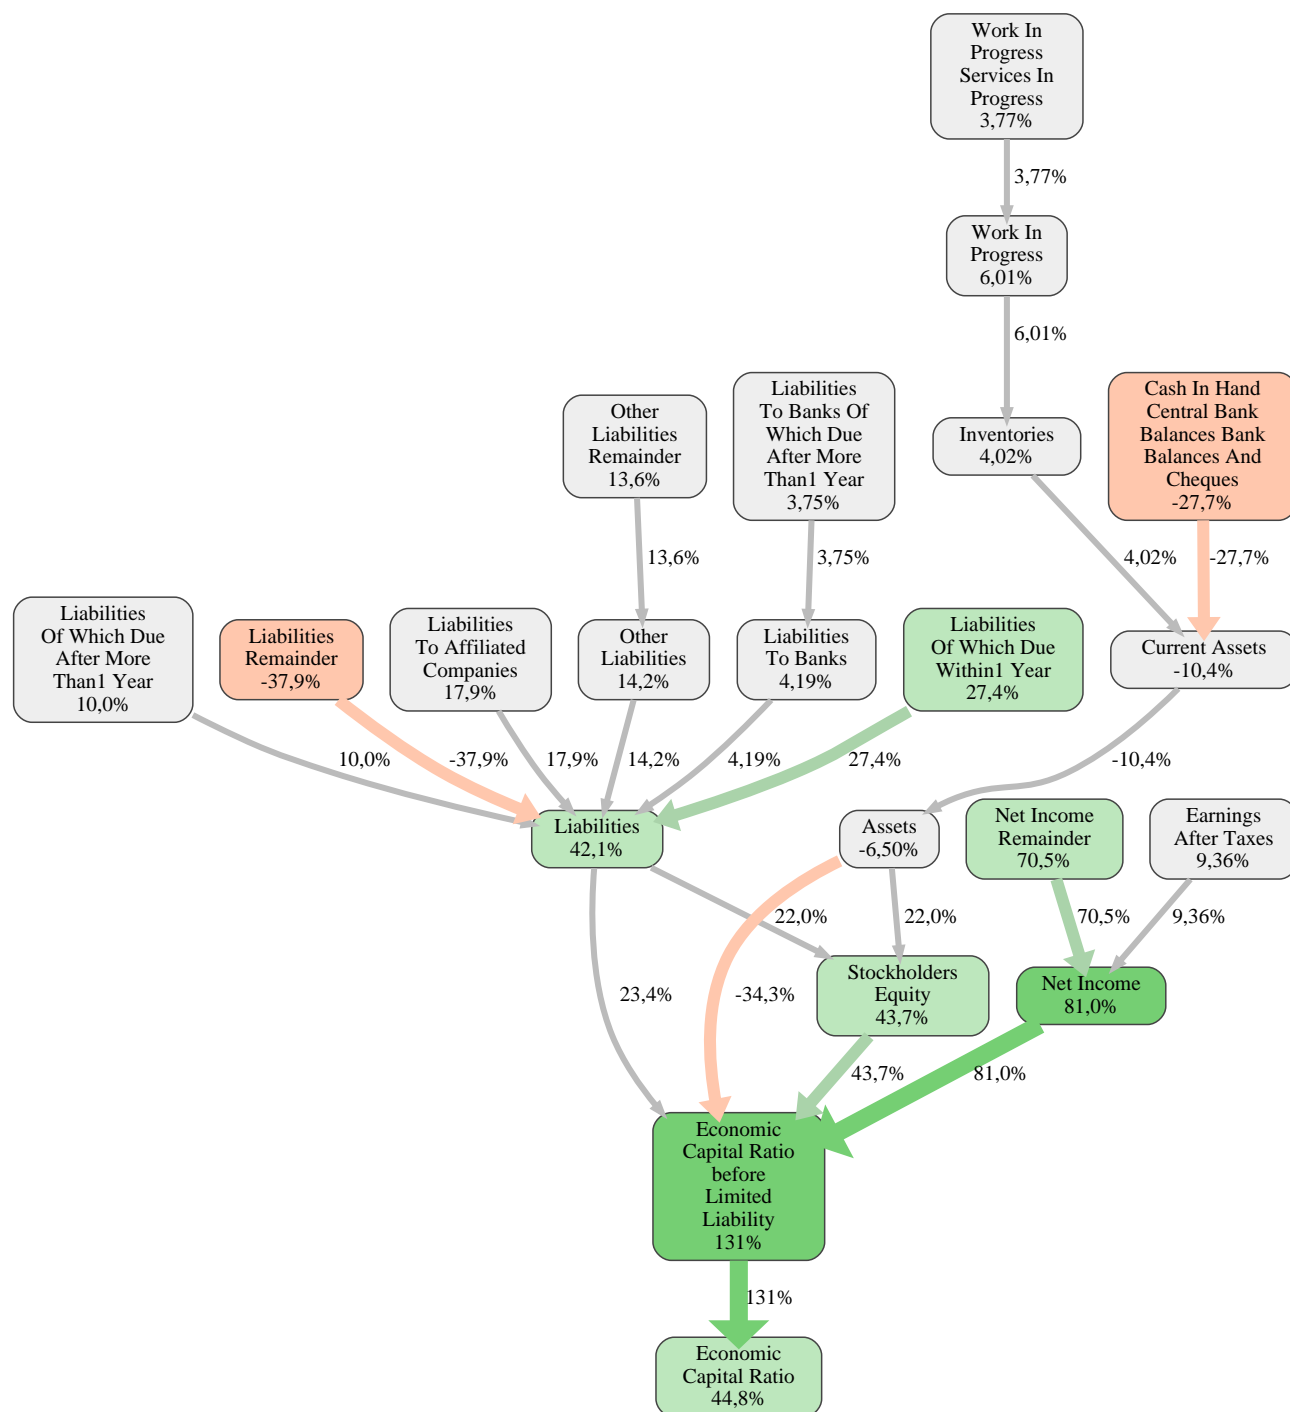 Work In
Progress
Services In
Progress
3,77%
3,77%
Work In
Progress
6,01%
6,01%
Other
Liabilities
Remainder
13,6%
Liabilities
To Banks Of
Which Due
After More
Than1 Year
3,75%
Inventories
4,02%
Cash In Hand
Central Bank
Balances Bank
Balances And
Cheques
-27,7%
13,6%
3,75%
4,02%
-27,7%
Liabilities
Of Which Due
After More
Than1 Year
10,0%
Liabilities
Remainder
-37,9%
Liabilities
To Affiliated
Companies
17,9%
Other
Liabilities
14,2%
Liabilities
To Banks
4,19%
Liabilities
Of Which Due
Within1 Year
27,4%
Current Assets
-10,4%
10,0%
-37,9%
17,9%
14,2%
4,19%
27,4%
-10,4%
Liabilities
42,1%
Assets
-6,50%
Net Income
Remainder
70,5%
Earnings
After Taxes
9,36%
22,0%
22,0%
70,5%
9,36%
23,4%
-34,3%
Stockholders
Equity
43,7%
Net Income
81,0%
43,7%
81,0%
Economic
Capital Ratio
before
Limited
Liability
131%
131%
Economic
Capital Ratio
44,8%